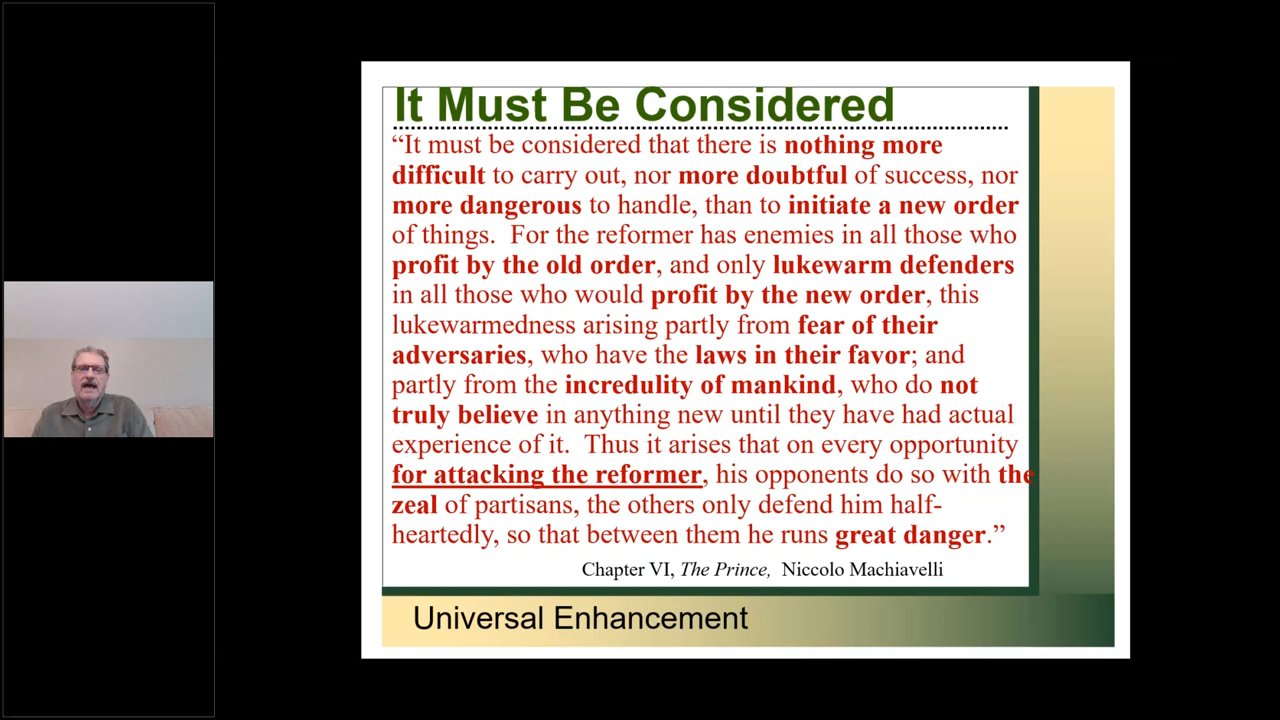 It Must Be Considered
“It must be considered that there is nothing more
difficult to carry out, nor more doubtful of success, nor
more dangerous to handle, than to initiate a new order
of things.  For the reformer has enemies in all those who
profit by the old order, and only lukewarm defenders
in all those who would profit by the new order, this
lukewarmedness arising partly from fear of their
adversaries, who have the laws in their favor; and
partly from the incredulity of mankind, who do not
truly believe in anything new until they have had actual
experience of it.  Thus it arises that on every opportunity
for attacking the reformer, his opponents do so with the
zeal of partisans, the others only defend him half-
heartedly, so that between them he runs great danger.”
Chapter VI, The Prince,  Niccolo Machiavelli
Universal Enhancement